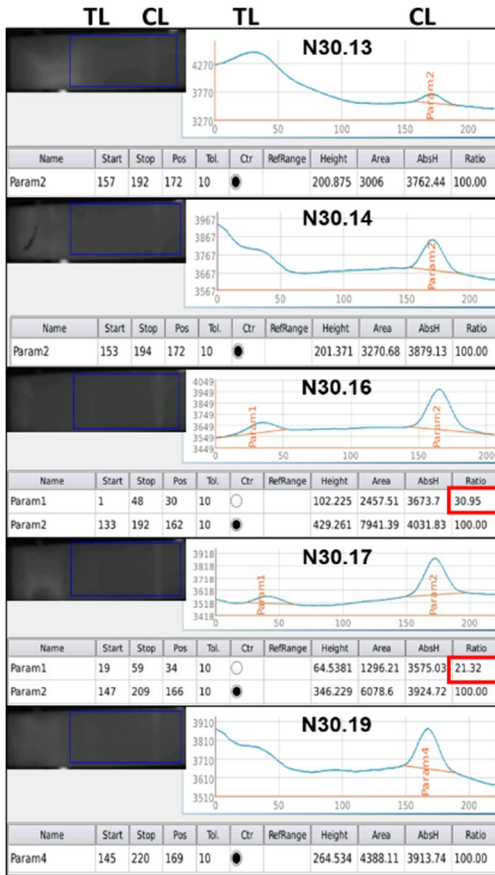 TL CL TL CL
N30.13
4270
3770
3270
0 50 100 150 200
Param2
Name Start Stop Pos Tol. Ctr RefRange Height Area AbsH Ratio
Param2 157 192 172 10 200.875 3006 3762.44 100.00
N30.14
3967
3867
3767
3667
3567
0 50 100 150 200
Param2
Name Start Stop Pos Tol. Ctr RefRange Height Area AbsH Ratio
Param2 153 194 172 10 201.371 3270.68 3879.13 100.00
N30.16
4049
3949
3849
3749
3649
3549
3449
0 50 100 150 200
Param1 Param2
Name Start Stop Pos Tol. Ctr RefRange Height Area AbsH Ratio
Param1 1 48 30 10 102.225 2457.51 3673.7 30.95
Param2 133 192 162 10 429.261 7941.39 4031.83 100.00
N30.17
3918
3818
3718
3618
3518
3418
0 50 100 150 200
Param1 Param2
Name Start Stop Pos Tol. Ctr RefRange Height Area AbsH Ratio
Param1 19 59 34 10 64.5381 1296.21 3575.03 21.32
Param2 147 209 166 10 346.229 6078.6 3924.72 100.00
N30.19
3910
3810
3710
3610
3510
0 50 100 150 200
Param4
Name Start Stop Pos Tol. Ctr RefRange Height Area AbsH Ratio
Param4 145 220 169 10 264.534 4388.11 3913.74 100.00